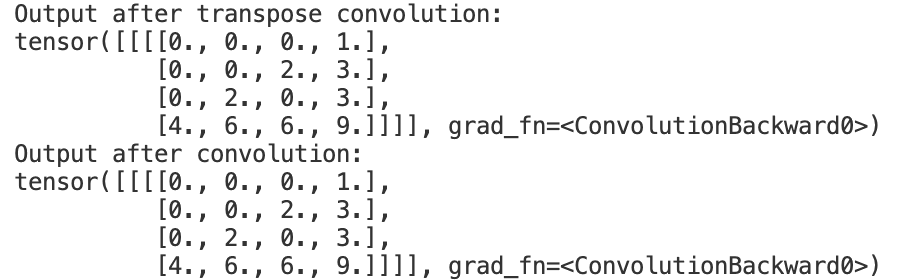 Output after transpose convolution:
tensor([[[[0., 0., 0., 1.],
          [0., 0., 2., 3.],
          [0., 2., 0., 3.],
          [4., 6., 6., 9.]]]], grad_fn=<ConvolutionBackward0>)
Output after convolution:
tensor([[[[0., 0., 0., 1.],
          [0., 0., 2., 3.],
          [0., 2., 0., 3.],
          [4., 6., 6., 9.]]]], grad_fn=<ConvolutionBackward0>)